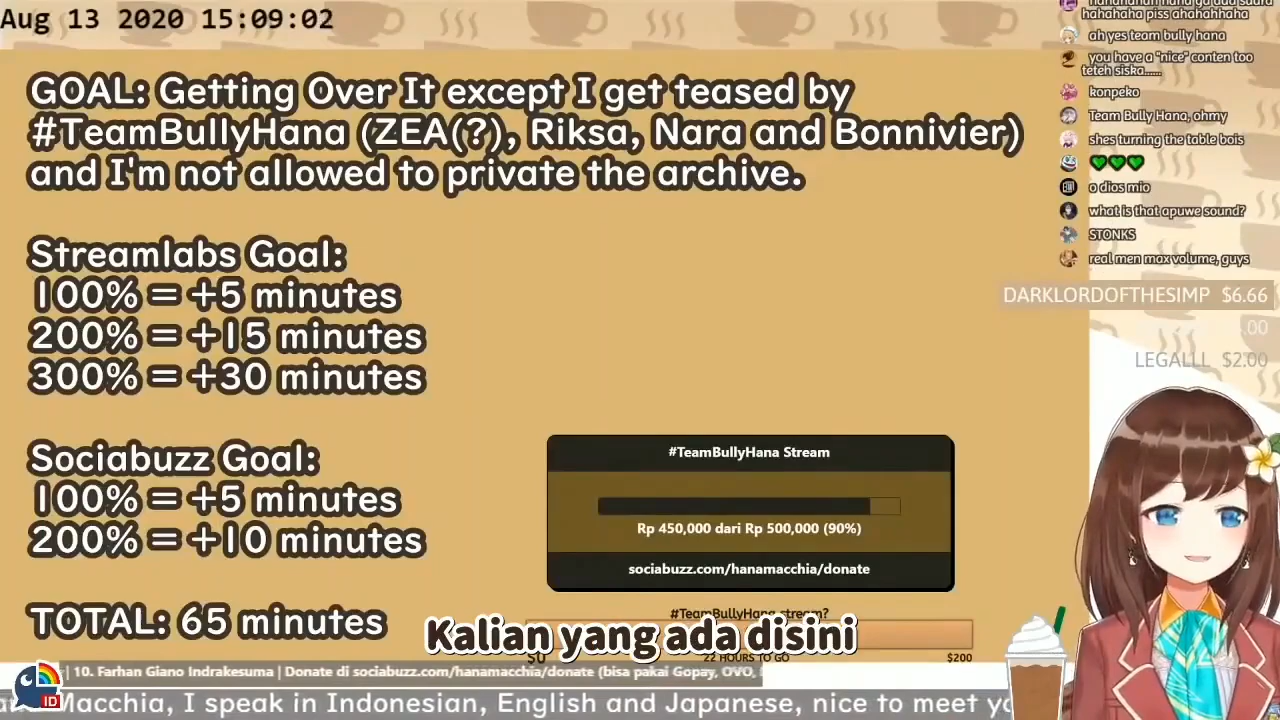 Aug 13 2020 15:09:02
GOAL: Getting Over It except I get teased by
#TeamBullyHana (ZEA(?), Riksa, Nara and Bonnivier)
and I'm not allowed to private the archive.
Streamlabs Goal:
100% = +5 minutes
200% = +15 minutes
300% = +30 minutes
Sociabuzz Goal:
100% = +5 minutes
200% = +10 minutes
TOTAL: 65 minutes
hahahaha piss ahahahhaha
ah yes team bully hana
you have a "nice" conten too
teteh siska......
konpeko
Team Bully Hana, ohmy
shes turning the table bois
💚💚💚
o dios mio
what is that apuwe sound?
STONKS
real men max volume, guys
DARKLORDOFTHESIMP $6.66
.00
LEGALLL $2.00
#TeamBullyHana Stream
Rp 450,000 dari Rp 500,000 (90%)
sociabuzz.com/hanamacchia/donate
#TeamBullyHana stream?
Kalian yang ada disini
$0 22 HOURS TO GO $200
| 10. Farhan Giano Indrakesuma | Donate di sociabuzz.com/hanamacchia/donate (bisa pakai Gopay, OVO,
Macchia, I speak in Indonesian, English and Japanese, nice to meet
ID